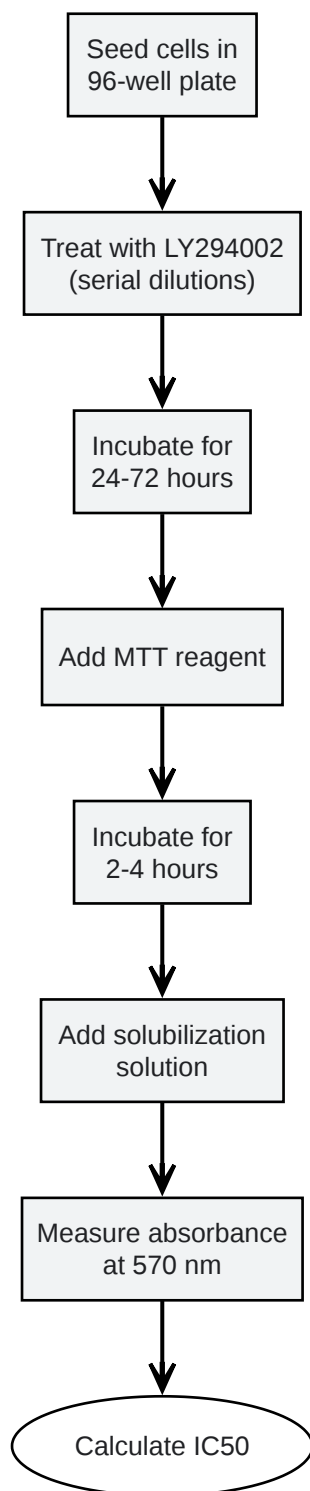 Seed cells in
96-well plate
Treat with LY294002
(serial dilutions)
Incubate for
24-72 hours
Add MTT reagent
Incubate for
2-4 hours
Add solubilization
solution
Measure absorbance
at 570 nm
Calculate IC50